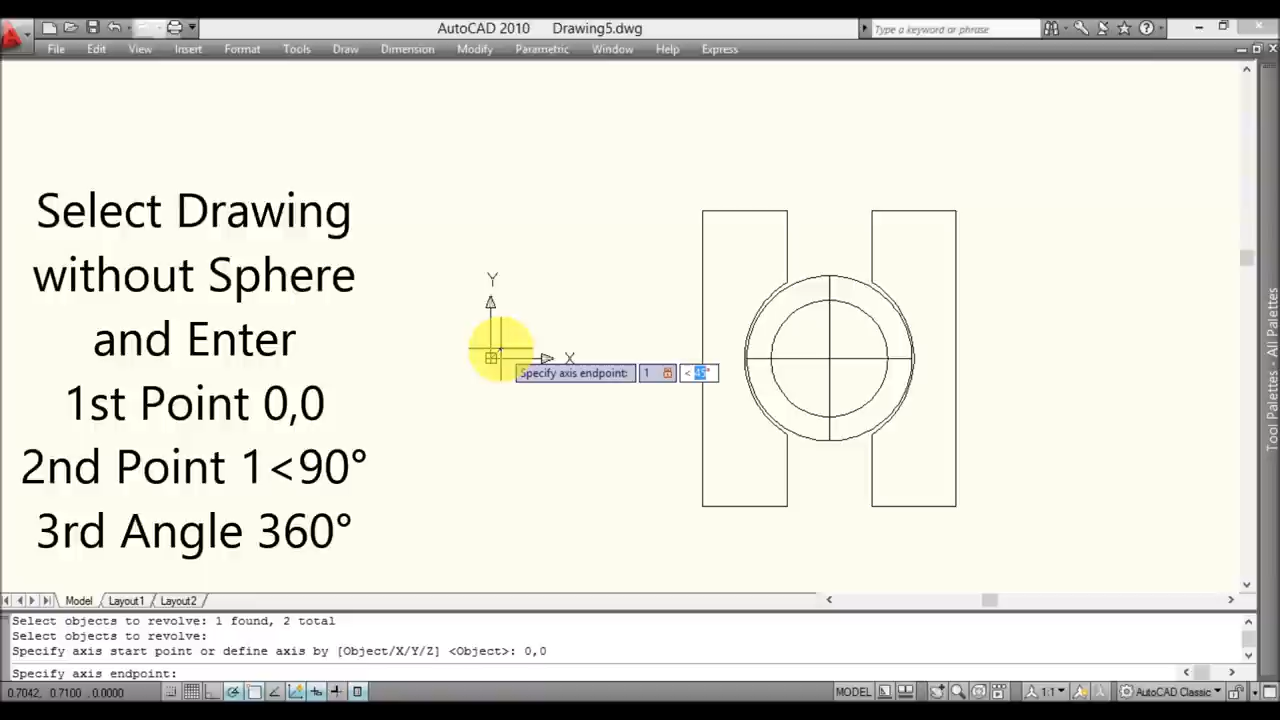 AutoCAD 2010 Drawing5.dwg
Type a keyword or phrase
File Edit View Insert Format Tools Draw Dimension Modify Parametric Window Help Express
Select Drawing
without Sphere
and Enter
1st Point 0,0
2nd Point 1<90°
3rd Angle 360°
Y
X
Specify axis endpoint: 1 < 45°
Tool Palettes - All Palettes
Model Layout1 Layout2
Select objects to revolve: 1 found, 2 total
Select objects to revolve:
Specify axis start point or define axis by [Object/X/Y/Z] <Object>: 0,0
Specify axis endpoint:
0.7042, 0.7100, 0.0000 MODEL 1:1 AutoCAD Classic